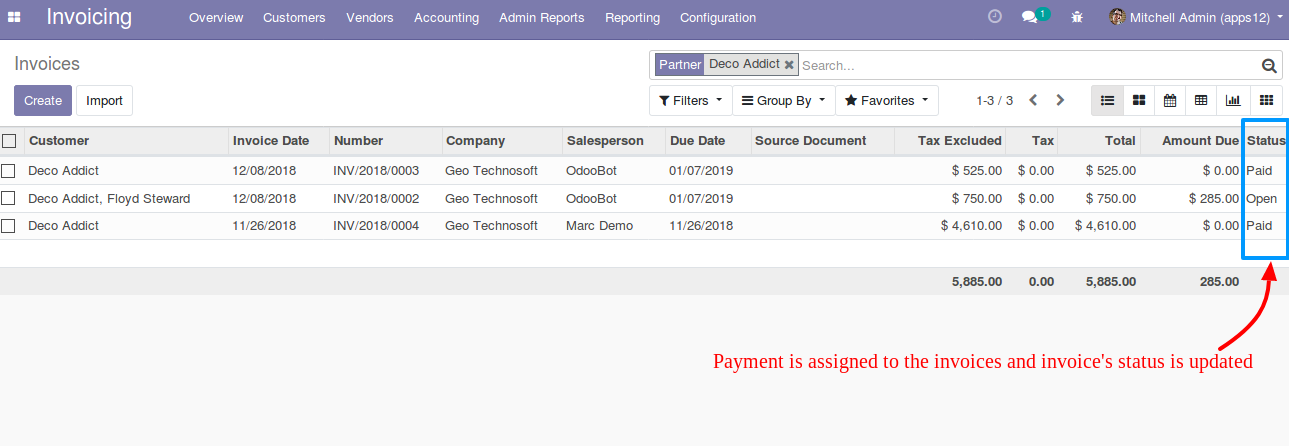 Invoicing Overview Customers Vendors Accounting Admin Reports Reporting Configuration 1 Mitchell Admin (apps12)
Invoices Partner Deco Addict Search...
Create Import Filters Group By Favorites 1-3 / 3
Customer Invoice Date Number Company Salesperson Due Date Source Document Tax Excluded Tax Total Amount Due Status
Deco Addict 12/08/2018 INV/2018/0003 Geo Technosoft OdooBot 01/07/2019 $ 525.00 $ 0.00 $ 525.00 $ 0.00 Paid
Deco Addict, Floyd Steward 12/08/2018 INV/2018/0002 Geo Technosoft OdooBot 01/07/2019 $ 750.00 $ 0.00 $ 750.00 $ 285.00 Open
Deco Addict 11/26/2018 INV/2018/0004 Geo Technosoft Marc Demo 11/26/2018 $ 4,610.00 $ 0.00 $ 4,610.00 $ 0.00 Paid
5,885.00 0.00 5,885.00 285.00
Payment is assigned to the invoices and invoice's status is updated